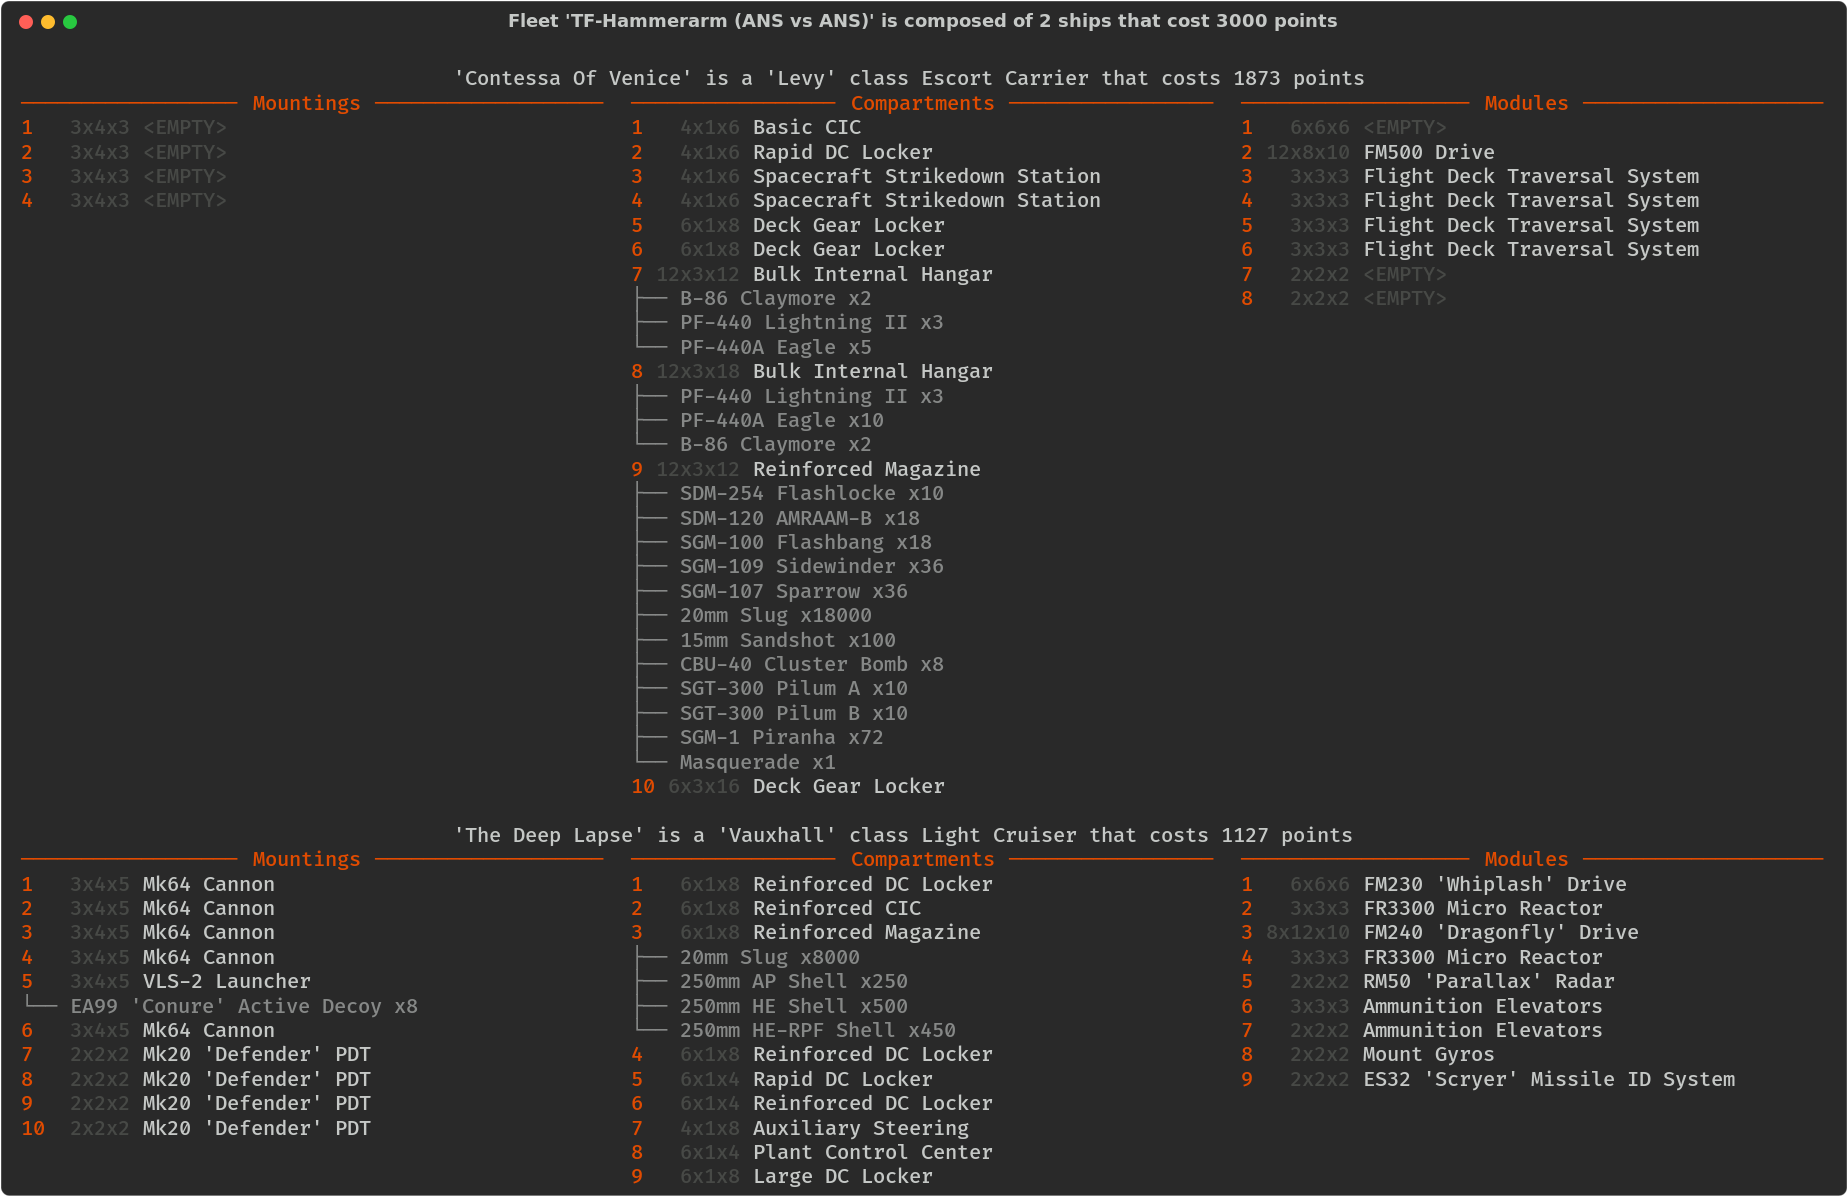 Fleet 'TF-Hammerarm (ANS vs ANS)' is composed of 2 ships that cost 3000 points
'Contessa Of Venice' is a 'Levy' class Escort Carrier that costs 1873 points
Mountings
1 3x4x3 <EMPTY>
2 3x4x3 <EMPTY>
3 3x4x3 <EMPTY>
4 3x4x3 <EMPTY>
Compartments
1 4x1x6 Basic CIC
2 4x1x6 Rapid DC Locker
3 4x1x6 Spacecraft Strikedown Station
4 4x1x6 Spacecraft Strikedown Station
5 6x1x8 Deck Gear Locker
6 6x1x8 Deck Gear Locker
7 12x3x12 Bulk Internal Hangar
B-86 Claymore x2
PF-440 Lightning II x3
PF-440A Eagle x5
8 12x3x18 Bulk Internal Hangar
PF-440 Lightning II x3
PF-440A Eagle x10
B-86 Claymore x2
9 12x3x12 Reinforced Magazine
SDM-254 Flashlocke x10
SDM-120 AMRAAM-B x18
SGM-100 Flashbang x18
SGM-109 Sidewinder x36
SGM-107 Sparrow x36
20mm Slug x18000
15mm Sandshot x100
CBU-40 Cluster Bomb x8
SGT-300 Pilum A x10
SGT-300 Pilum B x10
SGM-1 Piranha x72
Masquerade x1
10 6x3x16 Deck Gear Locker
Modules
1 6x6x6 <EMPTY>
2 12x8x10 FM500 Drive
3 3x3x3 Flight Deck Traversal System
4 3x3x3 Flight Deck Traversal System
5 3x3x3 Flight Deck Traversal System
6 3x3x3 Flight Deck Traversal System
7 2x2x2 <EMPTY>
8 2x2x2 <EMPTY>
'The Deep Lapse' is a 'Vauxhall' class Light Cruiser that costs 1127 points
Mountings
1 3x4x5 Mk64 Cannon
2 3x4x5 Mk64 Cannon
3 3x4x5 Mk64 Cannon
4 3x4x5 Mk64 Cannon
5 3x4x5 VLS-2 Launcher
EA99 'Conure' Active Decoy x8
6 3x4x5 Mk64 Cannon
7 2x2x2 Mk20 'Defender' PDT
8 2x2x2 Mk20 'Defender' PDT
9 2x2x2 Mk20 'Defender' PDT
10 2x2x2 Mk20 'Defender' PDT
Compartments
1 6x1x8 Reinforced DC Locker
2 6x1x8 Reinforced CIC
3 6x1x8 Reinforced Magazine
20mm Slug x8000
250mm AP Shell x250
250mm HE Shell x500
250mm HE-RPF Shell x450
4 6x1x8 Reinforced DC Locker
5 6x1x4 Rapid DC Locker
6 6x1x4 Reinforced DC Locker
7 4x1x8 Auxiliary Steering
8 6x1x4 Plant Control Center
9 6x1x8 Large DC Locker
Modules
1 6x6x6 FM230 'Whiplash' Drive
2 3x3x3 FR3300 Micro Reactor
3 8x12x10 FM240 'Dragonfly' Drive
4 3x3x3 FR3300 Micro Reactor
5 2x2x2 RM50 'Parallax' Radar
6 3x3x3 Ammunition Elevators
7 2x2x2 Ammunition Elevators
8 2x2x2 Mount Gyros
9 2x2x2 ES32 'Scryer' Missile ID System